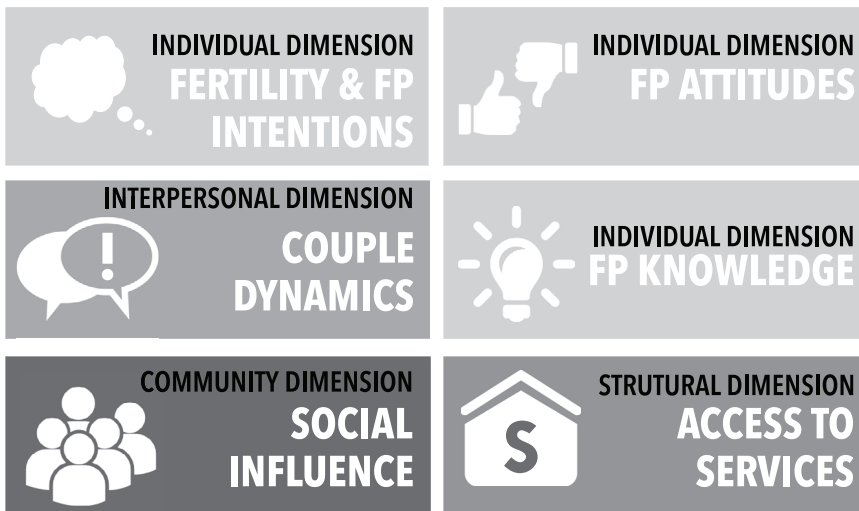 INDIVIDUAL DIMENSION
FERTILITY & FP
INTENTIONS
INDIVIDUAL DIMENSION
FP ATTITUDES
INTERPERSONAL DIMENSION
!
COUPLE
DYNAMICS
INDIVIDUAL DIMENSION
FP KNOWLEDGE
COMMUNITY DIMENSION
SOCIAL
INFLUENCE
STRUTURAL DIMENSION
S
ACCESS TO
SERVICES